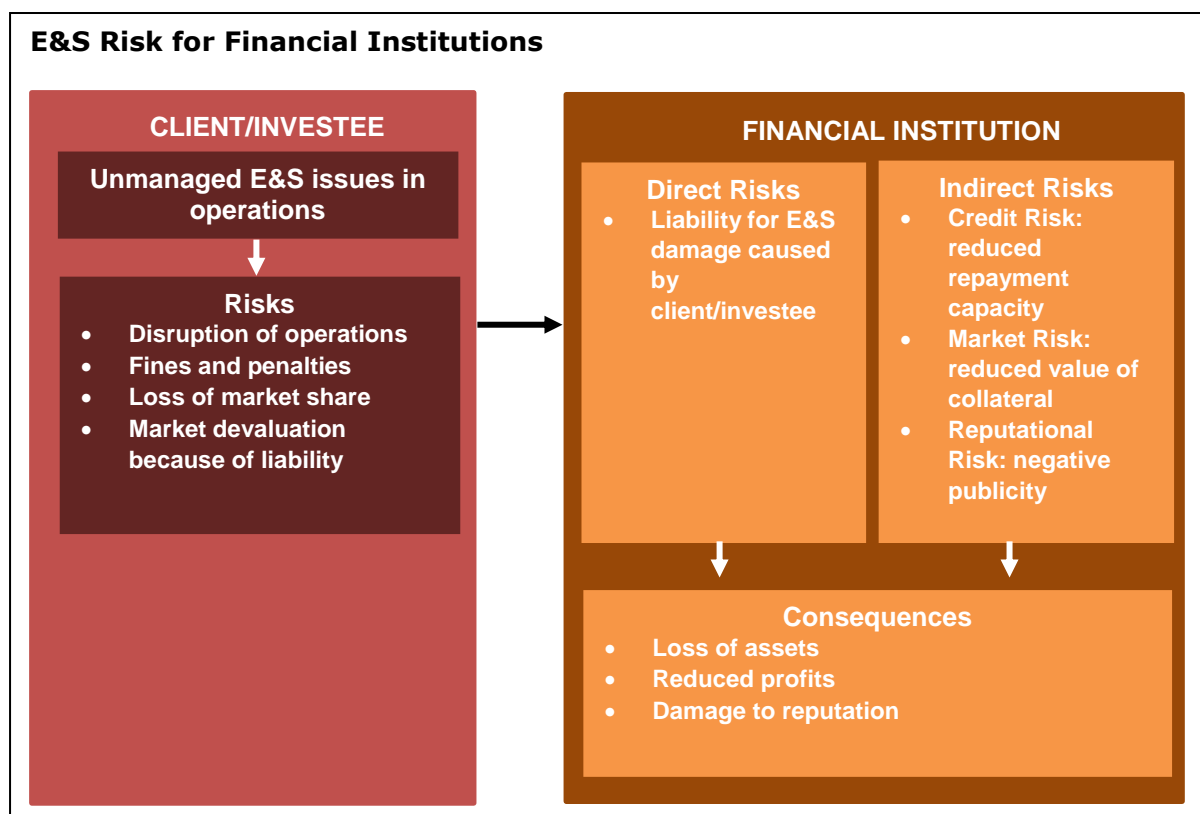 E&S Risk for Financial Institutions
CLIENT/INVESTEE
Unmanaged E&S issues in
operations
Risks
• Disruption of operations
• Fines and penalties
• Loss of market share
• Market devaluation
because of liability
FINANCIAL INSTITUTION
Direct Risks
• Liability for E&S
damage caused
by
client/investee
Indirect Risks
• Credit Risk:
reduced
repayment
capacity
• Market Risk:
reduced value of
collateral
• Reputational
Risk: negative
publicity
Consequences
• Loss of assets
• Reduced profits
• Damage to reputation